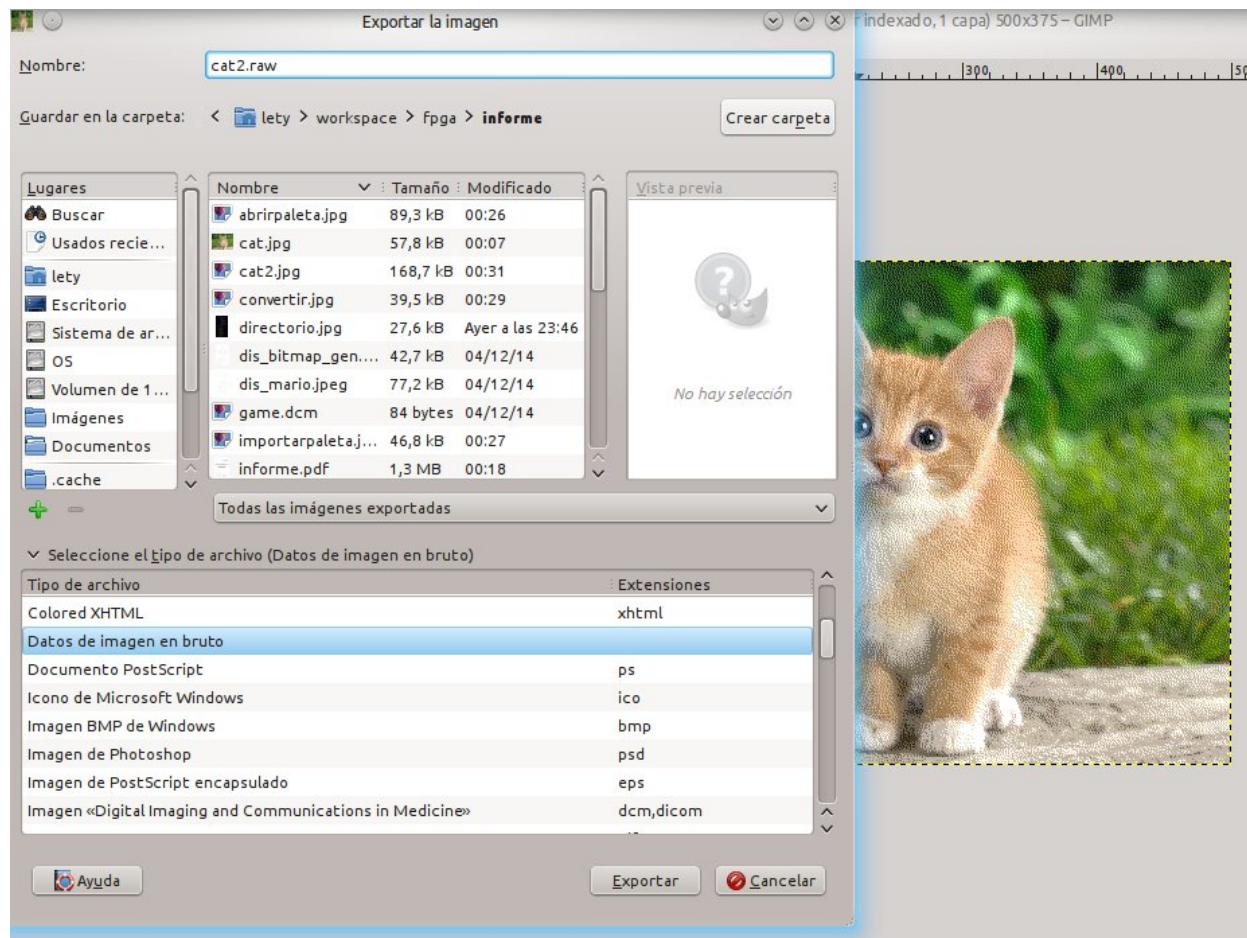 Exportar la imagen
r indexado, 1 capa) 500x375 – GIMP
Nombre: cat2.raw
300 400
Guardar en la carpeta: < lety > workspace > fpga > informe Crear carpeta
Lugares Nombre Tamaño Modificado Vista previa
Buscar abrirpaleta.jpg 89,3 kB 00:26
Usados recie... cat.jpg 57,8 kB 00:07
lety cat2.jpg 168,7 kB 00:31
Escritorio convertir.jpg 39,5 kB 00:29
Sistema de ar... directorio.jpg 27,6 kB Ayer a las 23:46
OS dis_bitmap_gen.... 42,7 kB 04/12/14
Volumen de 1... dis_mario.jpeg 77,2 kB 04/12/14 No hay selección
Imágenes game.dcm 84 bytes 04/12/14
Documentos importarpaleta.j... 46,8 kB 00:27
.cache informe.pdf 1,3 MB 00:18
Todas las imágenes exportadas
Seleccione el tipo de archivo (Datos de imagen en bruto)
Tipo de archivo Extensiones
Colored XHTML xhtml
Datos de imagen en bruto
Documento PostScript ps
Icono de Microsoft Windows ico
Imagen BMP de Windows bmp
Imagen de Photoshop psd
Imagen de PostScript encapsulado eps
Imagen «Digital Imaging and Communications in Medicine» dcm,dicom
Ayuda Exportar Cancelar